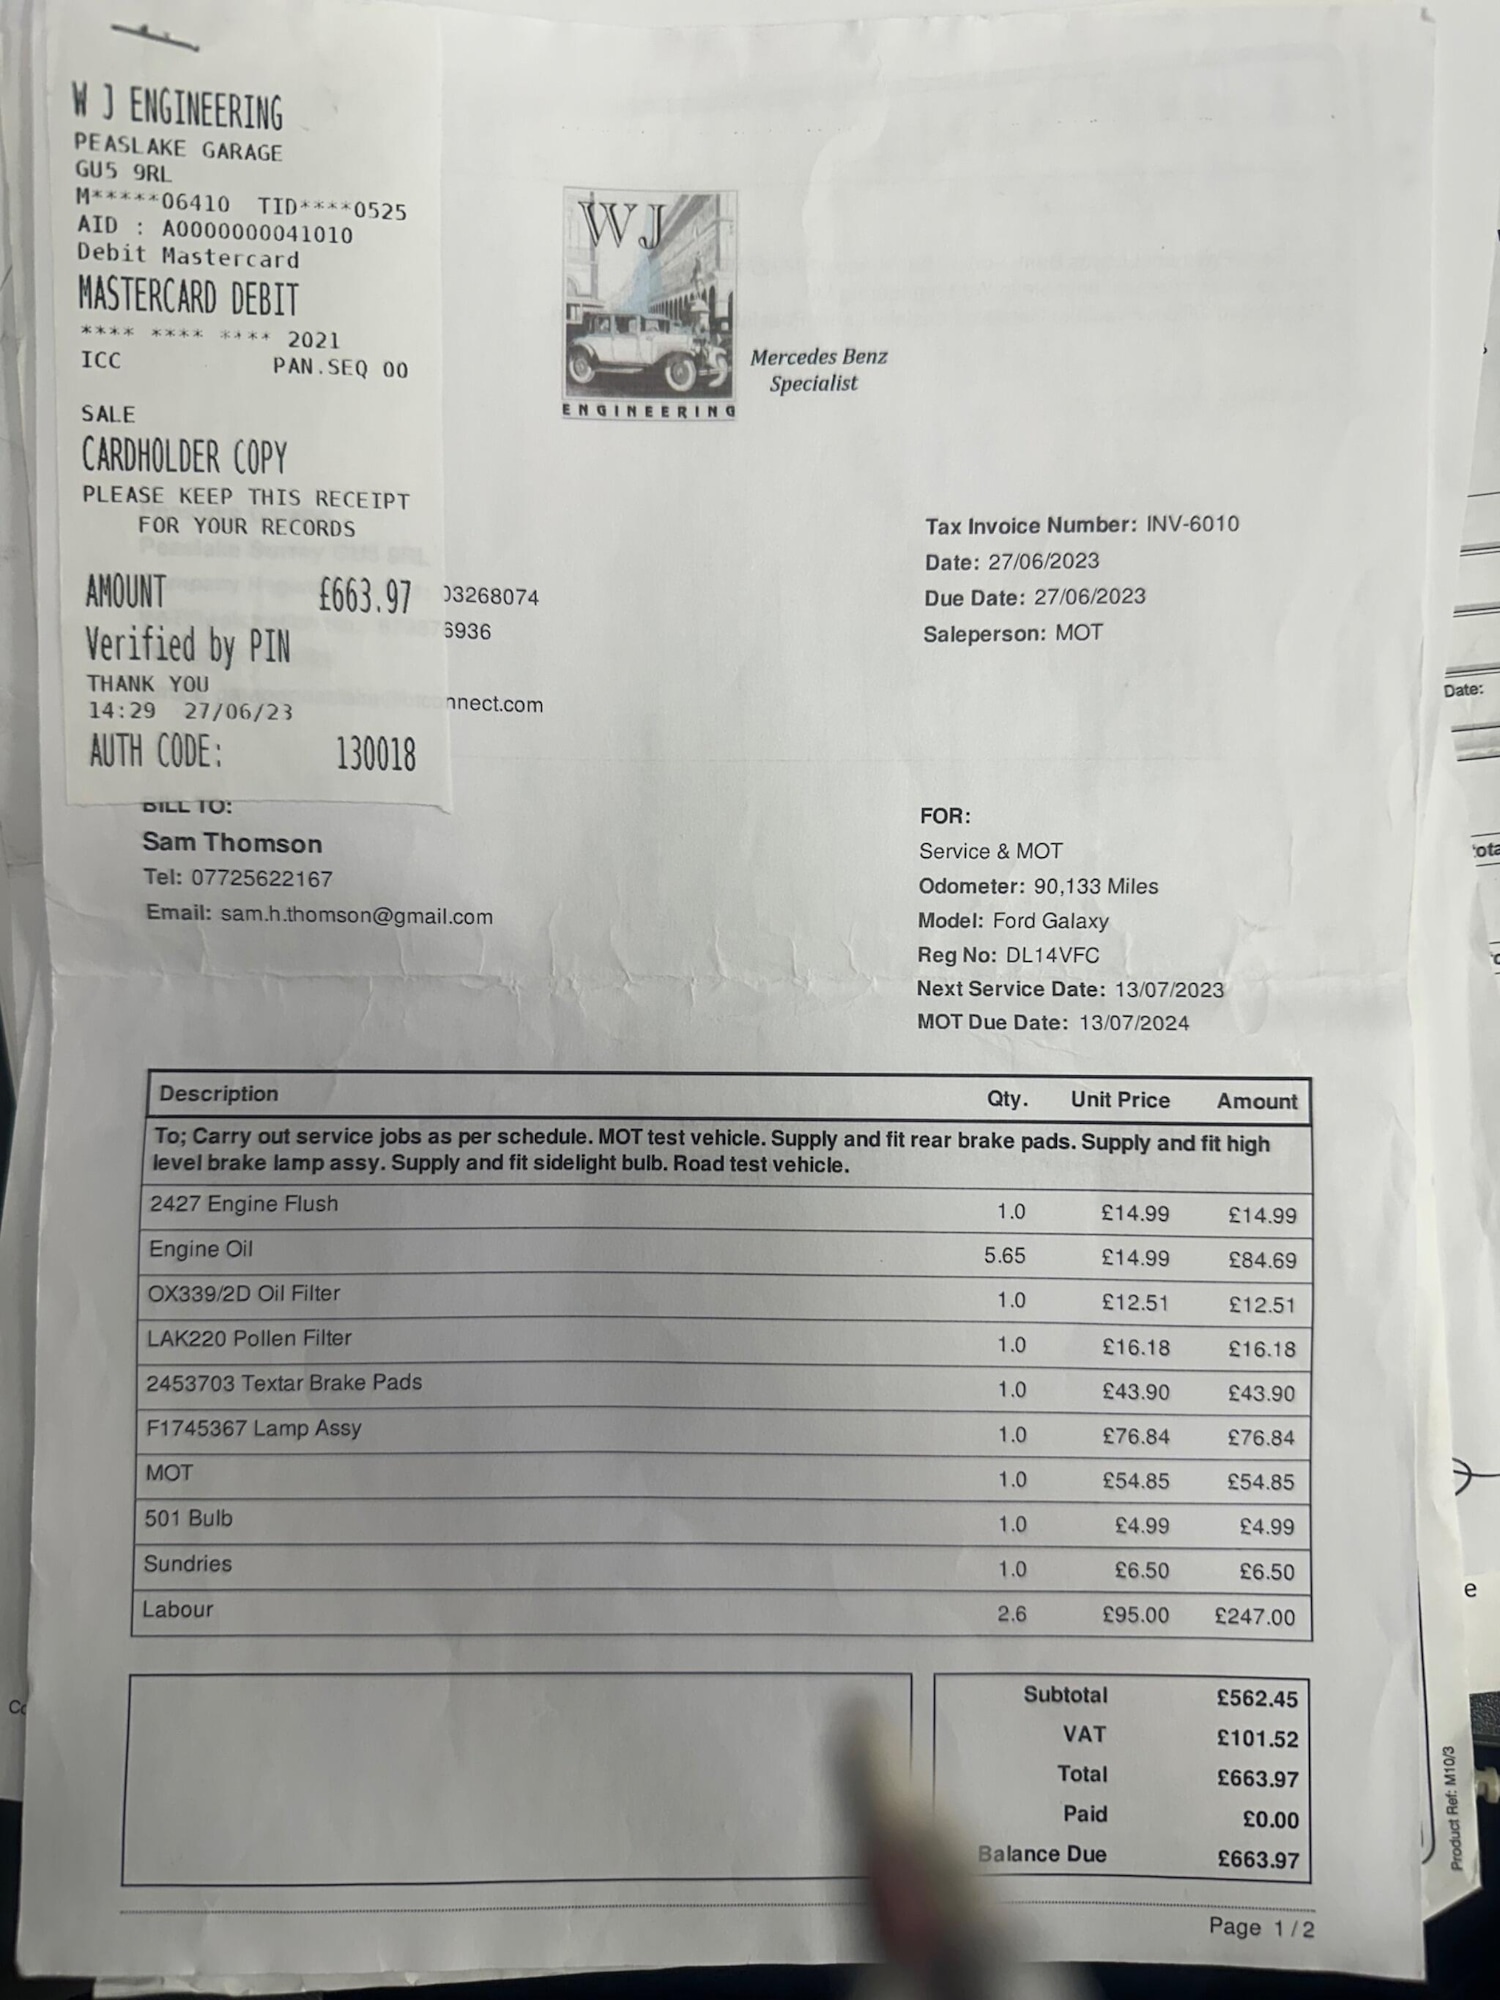 W J ENGINEERING
PEASLAKE GARAGE
GU5 9RL
M*****06410 TID****0525
AID : A0000000041010
Debit Mastercard
MASTERCARD DEBIT
**** **** **** 2021
ICC PAN.SEQ 00
SALE
CARDHOLDER COPY
PLEASE KEEP THIS RECEIPT
FOR YOUR RECORDS
AMOUNT £663.97
Verified by PIN
THANK YOU
14:29 27/06/23
AUTH CODE: 130018
WJ
ENGINEERING
Mercedes Benz
Specialist
03268074
6936
nnect.com
Tax Invoice Number: INV-6010
Date: 27/06/2023
Due Date: 27/06/2023
Saleperson: MOT
BILL TO:
Sam Thomson
Tel: 07725622167
Email: sam.h.thomson@gmail.com
FOR:
Service & MOT
Odometer: 90,133 Miles
Model: Ford Galaxy
Reg No: DL14VFC
Next Service Date: 13/07/2023
MOT Due Date: 13/07/2024
Description Qty. Unit Price Amount
To; Carry out service jobs as per schedule. MOT test vehicle. Supply and fit rear brake pads. Supply and fit high
level brake lamp assy. Supply and fit sidelight bulb. Road test vehicle.
2427 Engine Flush 1.0 £14.99 £14.99
Engine Oil 5.65 £14.99 £84.69
OX339/2D Oil Filter 1.0 £12.51 £12.51
LAK220 Pollen Filter 1.0 £16.18 £16.18
2453703 Textar Brake Pads 1.0 £43.90 £43.90
F1745367 Lamp Assy 1.0 £76.84 £76.84
MOT 1.0 £54.85 £54.85
501 Bulb 1.0 £4.99 £4.99
Sundries 1.0 £6.50 £6.50
Labour 2.6 £95.00 £247.00
Subtotal £562.45
VAT £101.52
Total £663.97
Paid £0.00
Balance Due £663.97
Page 1/2
Date:
Product Ref: M10/3